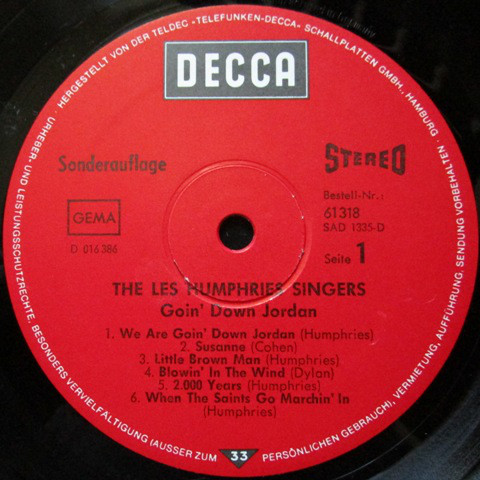 DECCA
Sonderauflage
STEREO
Bestell-Nr.:
61318
SAD 1335-D
GEMA
D 016386
Seite 1
THE LES HUMPHRIES SINGERS
Goin' Down Jordan
1. We Are Goin' Down Jordan (Humphries)
2. Susanne (Cohen)
3. Little Brown Man (Humphries)
4. Blowin' In The Wind (Dylan)
5. 2.000 Years (Humphries)
6. When The Saints Go Marchin' In
(Humphries)
33
· HERGESTELLT VON DER TELDEC »TELEFUNKEN-DECCA« SCHALLPLATTEN GMBH., HAMBURG ·
URHEBER- UND LEISTUNGSSCHUTZRECHTE, BESONDERS VERVIELFÄLTIGUNG (AUSSER ZUM PERSÖNLICHEN GEBRAUCH), VERMIETUNG, AUFFÜHRUNG, SENDUNG VORBEHALTEN